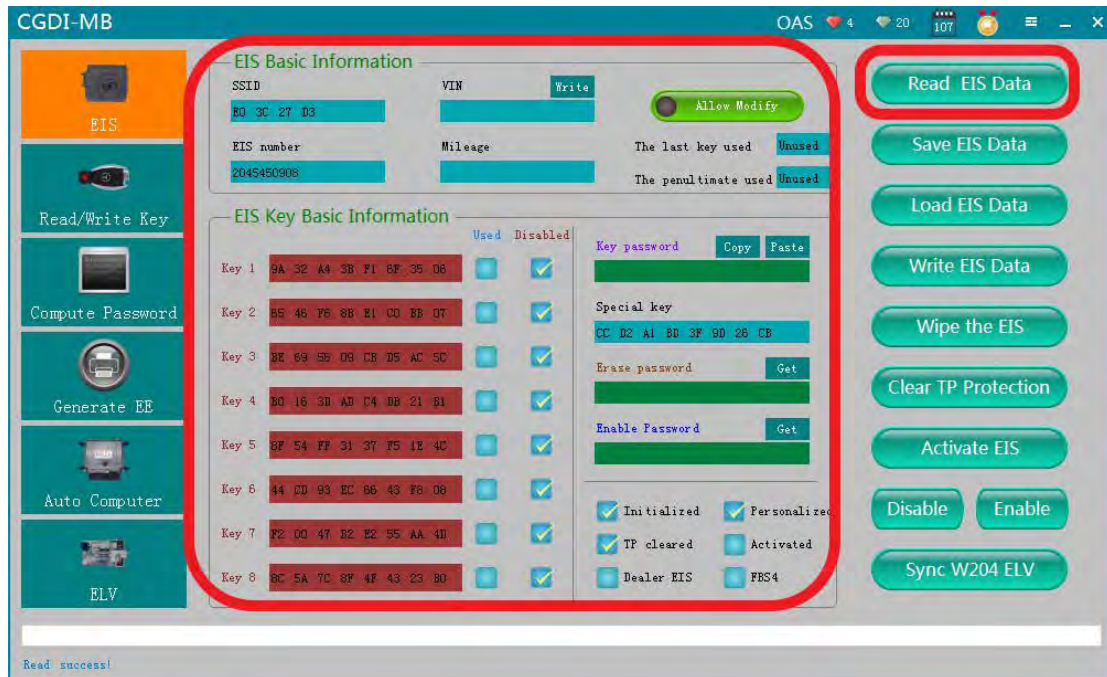 CGDI-MB OAS 4 20 107
EIS Basic Information
SSID VIN Write
E0 3C 27 D3
Allow Modify
EIS number Mileage
2045450908
The last key used Unused
The penultimate used Unused
EIS Key Basic Information
Used Disabled
Key 1 9A 32 A4 3B F1 6F 35 06
Key 2 65 46 F6 8B E1 C0 BB 07
Key 3 BE 69 5B 09 CB D5 AC 5C
Key 4 B0 16 3D AD C4 DB 21 B1
Key 5 8F 54 FF 31 37 F5 1E 4C
Key 6 44 CD 93 EC 66 43 F8 06
Key 7 F2 00 47 B2 E2 55 AA 4D
Key 8 8C 5A 7C 8F 4F 43 23 B0
Key password Copy Paste
Special key
CC D2 A1 BD 3F 9D 26 CB
Erase password Get
Enable Password Get
Initialized Personalized
TP cleared Activated
Dealer EIS FBS4
EIS
Read/Write Key
Compute Password
Generate EE
Auto Computer
ELV
Read EIS Data
Save EIS Data
Load EIS Data
Write EIS Data
Wipe the EIS
Clear TP Protection
Activate EIS
Disable Enable
Sync W204 ELV
Read success!